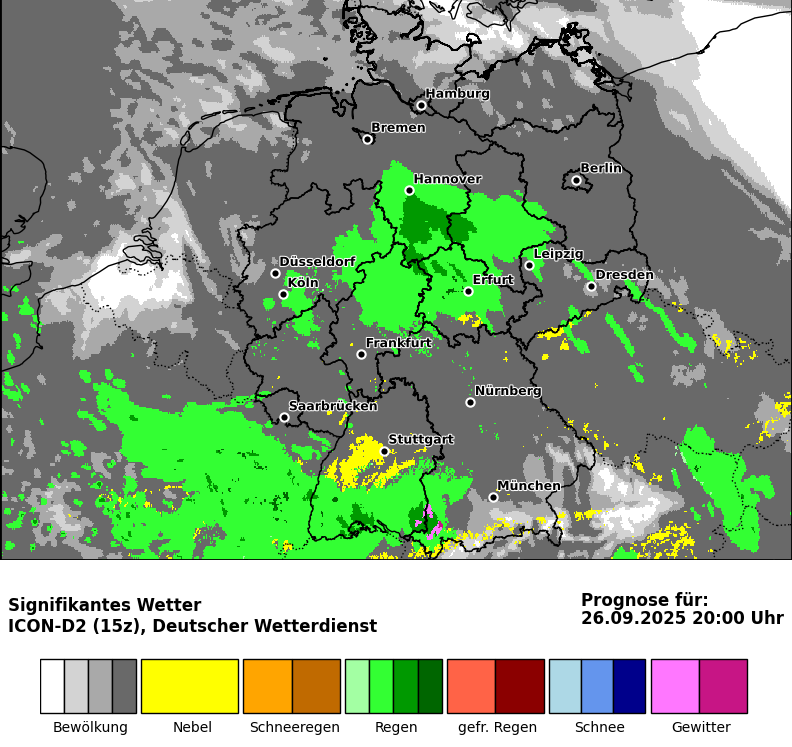 Hamburg
Bremen
Berlin
Hannover
Leipzig
Düsseldorf
Dresden
Köln
Erfurt
Frankfurt
Nürnberg
Saarbrücken
Stuttgart
München
Signifikantes Wetter
ICON-D2 (15z), Deutscher Wetterdienst
Prognose für:
26.09.2025 20:00 Uhr
Bewölkung Nebel Schneeregen Regen gefr. Regen Schnee Gewitter